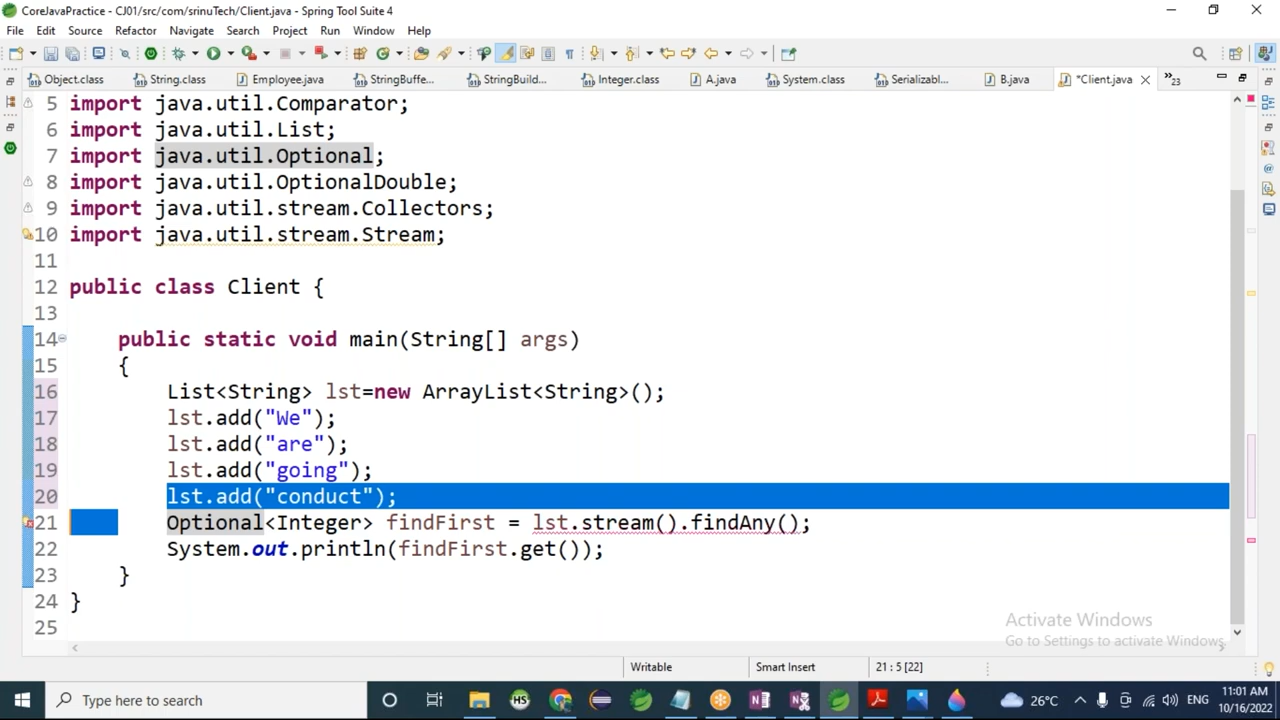 CoreJavaPractice - CJ01/src/com/srinuTech/Client.java - Spring Tool Suite 4
File Edit Source Refactor Navigate Search Project Run Window Help
Object.class String.class Employee.java StringBuffe... StringBuild... Integer.class A.java System.class Serializabl... B.java *Client.java 23
5 import java.util.Comparator;
6 import java.util.List;
7 import java.util.Optional;
8 import java.util.OptionalDouble;
9 import java.util.stream.Collectors;
10 import java.util.stream.Stream;
11
12 public class Client {
13
14 public static void main(String[] args)
15 {
16 List<String> lst=new ArrayList<String>();
17 lst.add("We");
18 lst.add("are");
19 lst.add("going");
20 lst.add("conduct");
21 Optional<Integer> findFirst = lst.stream().findAny();
22 System.out.println(findFirst.get());
23 }
24 }
25
Activate Windows
Go to Settings to activate Windows.
Writable Smart Insert 21 : 5 [22]
Type here to search
HS
26°C
ENG
11:01 AM
10/16/2022